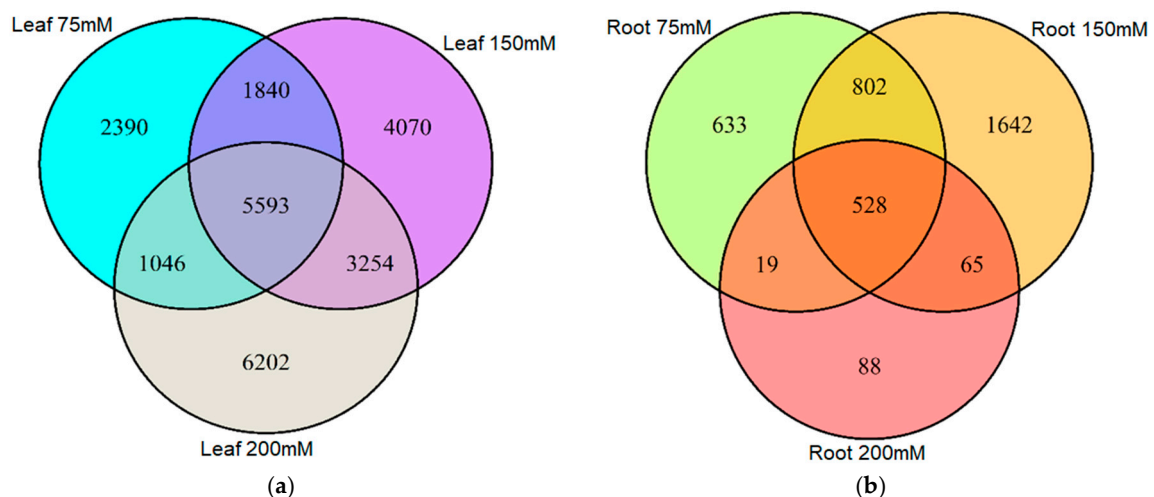 Leaf 75mM
Leaf 150mM
1840
2390
4070
5593
1046
3254
6202
Leaf 200mM
(a)
Root 75mM
Root 150mM
802
633
1642
528
19
65
88
Root 200mM
(b)